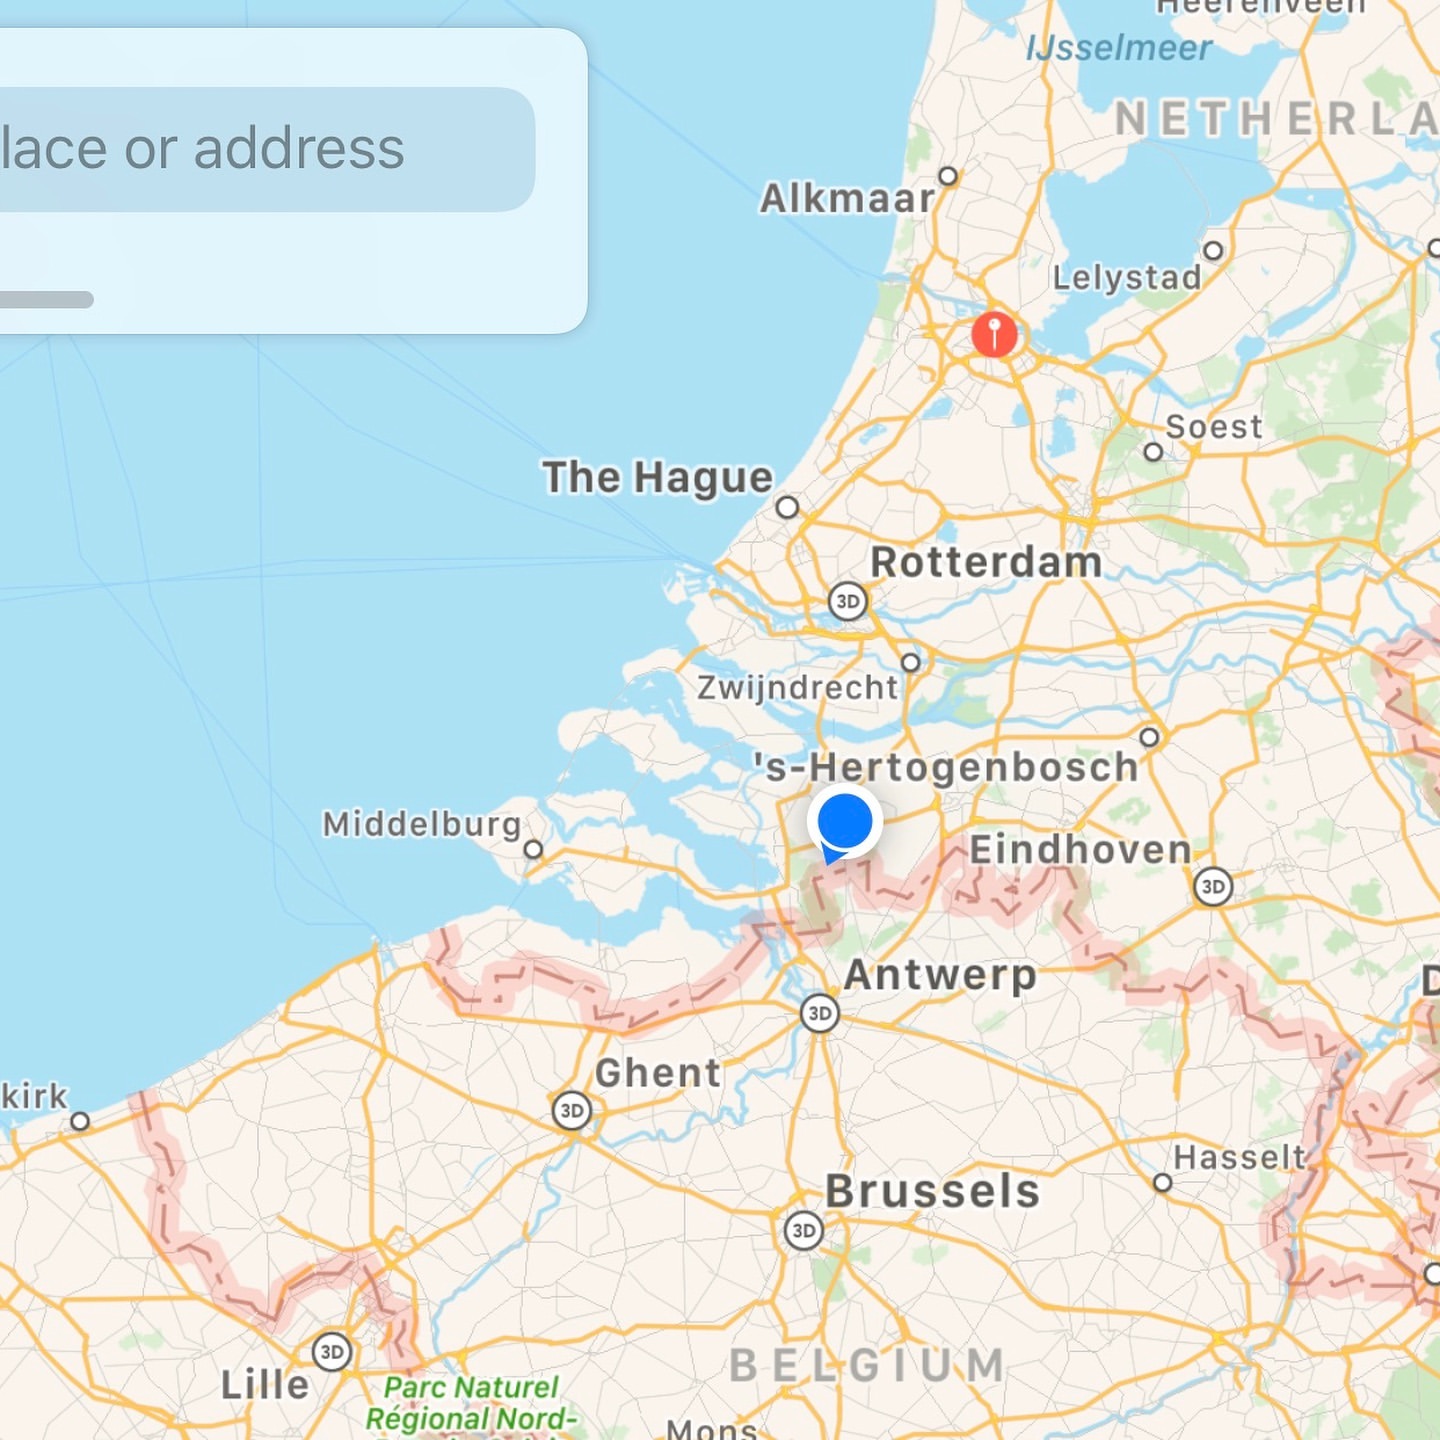 Heerenveen
IJsselmeer
NETHERLA
lace or address
Alkmaar
Lelystad
Soest
The Hague
Rotterdam
3D
Zwijndrecht
's-Hertogenbosch
Middelburg
Eindhoven
3D
Antwerp
D
3D
Ghent
kirk
3D
Hasselt
Brussels
3D
3D
BELGIUM
Lille
Parc Naturel
Régional Nord-
Mons